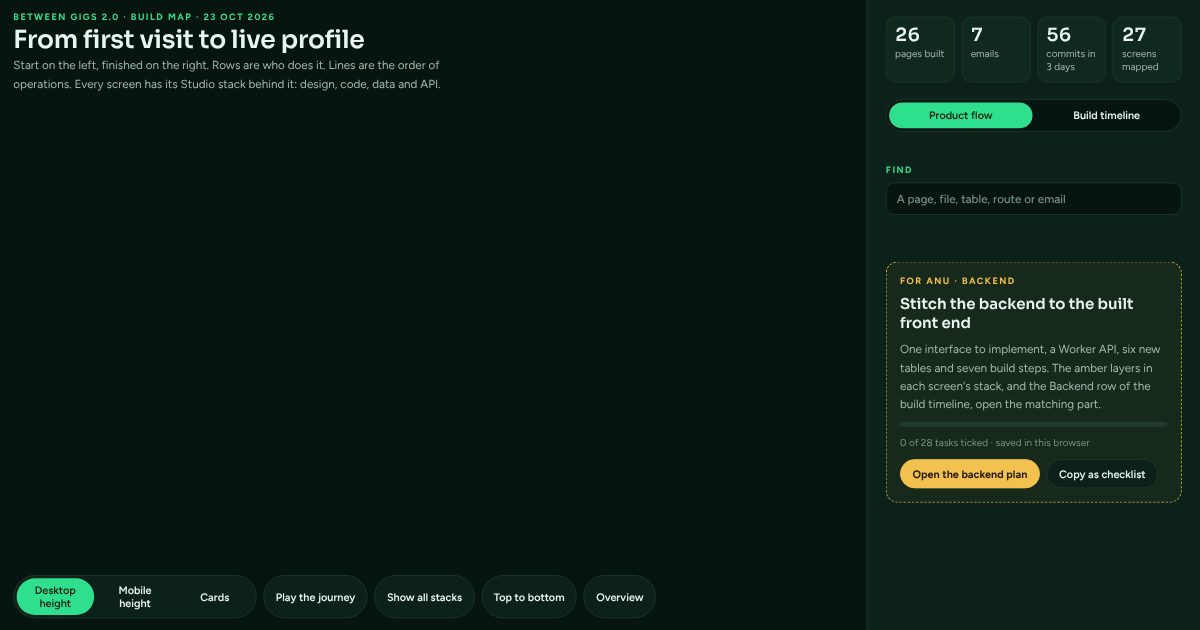 BETWEEN GIGS 2.0 · BUILD MAP · 23 OCT 2026
From first visit to live profile
Start on the left, finished on the right. Rows are who does it. Lines are the order of
operations. Every screen has its Studio stack behind it: design, code, data and API.
26
pages built
7
emails
56
commits in
3 days
27
screens
mapped
Product flow
Build timeline
FIND
A page, file, table, route or email
FOR ANU · BACKEND
Stitch the backend to the built
front end
One interface to implement, a Worker API, six new
tables and seven build steps. The amber layers in
each screen's stack, and the Backend row of the
build timeline, open the matching part.
0 of 28 tasks ticked · saved in this browser
Open the backend plan
Copy as checklist
Desktop
height
Mobile
height
Cards
Play the journey
Show all stacks
Top to bottom
Overview